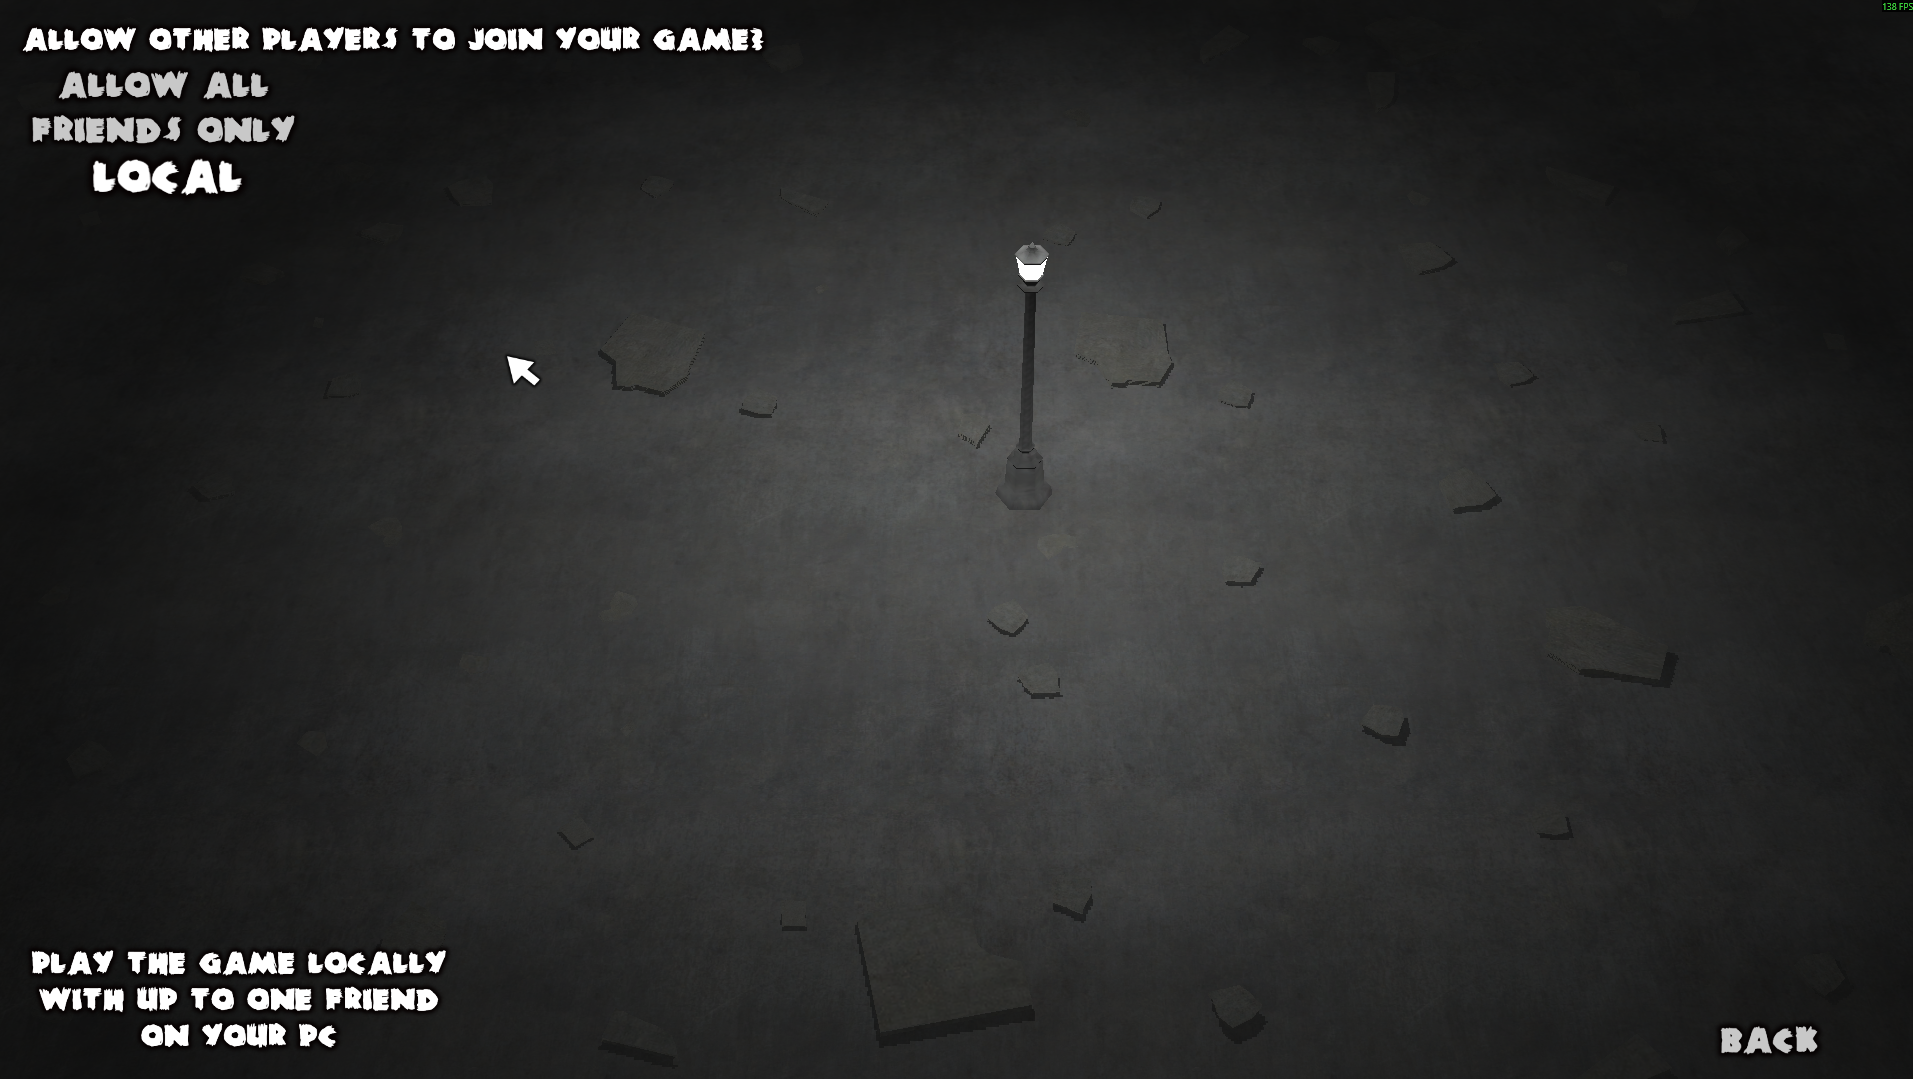 138 FPS
ALLOW OTHER PLAYERS TO JOIN YOUR GAME?
ALLOW ALL
FRIENDS ONLY
LOCAL
PLAY THE GAME LOCALLY
WITH UP TO ONE FRIEND
ON YOUR PC
BACK